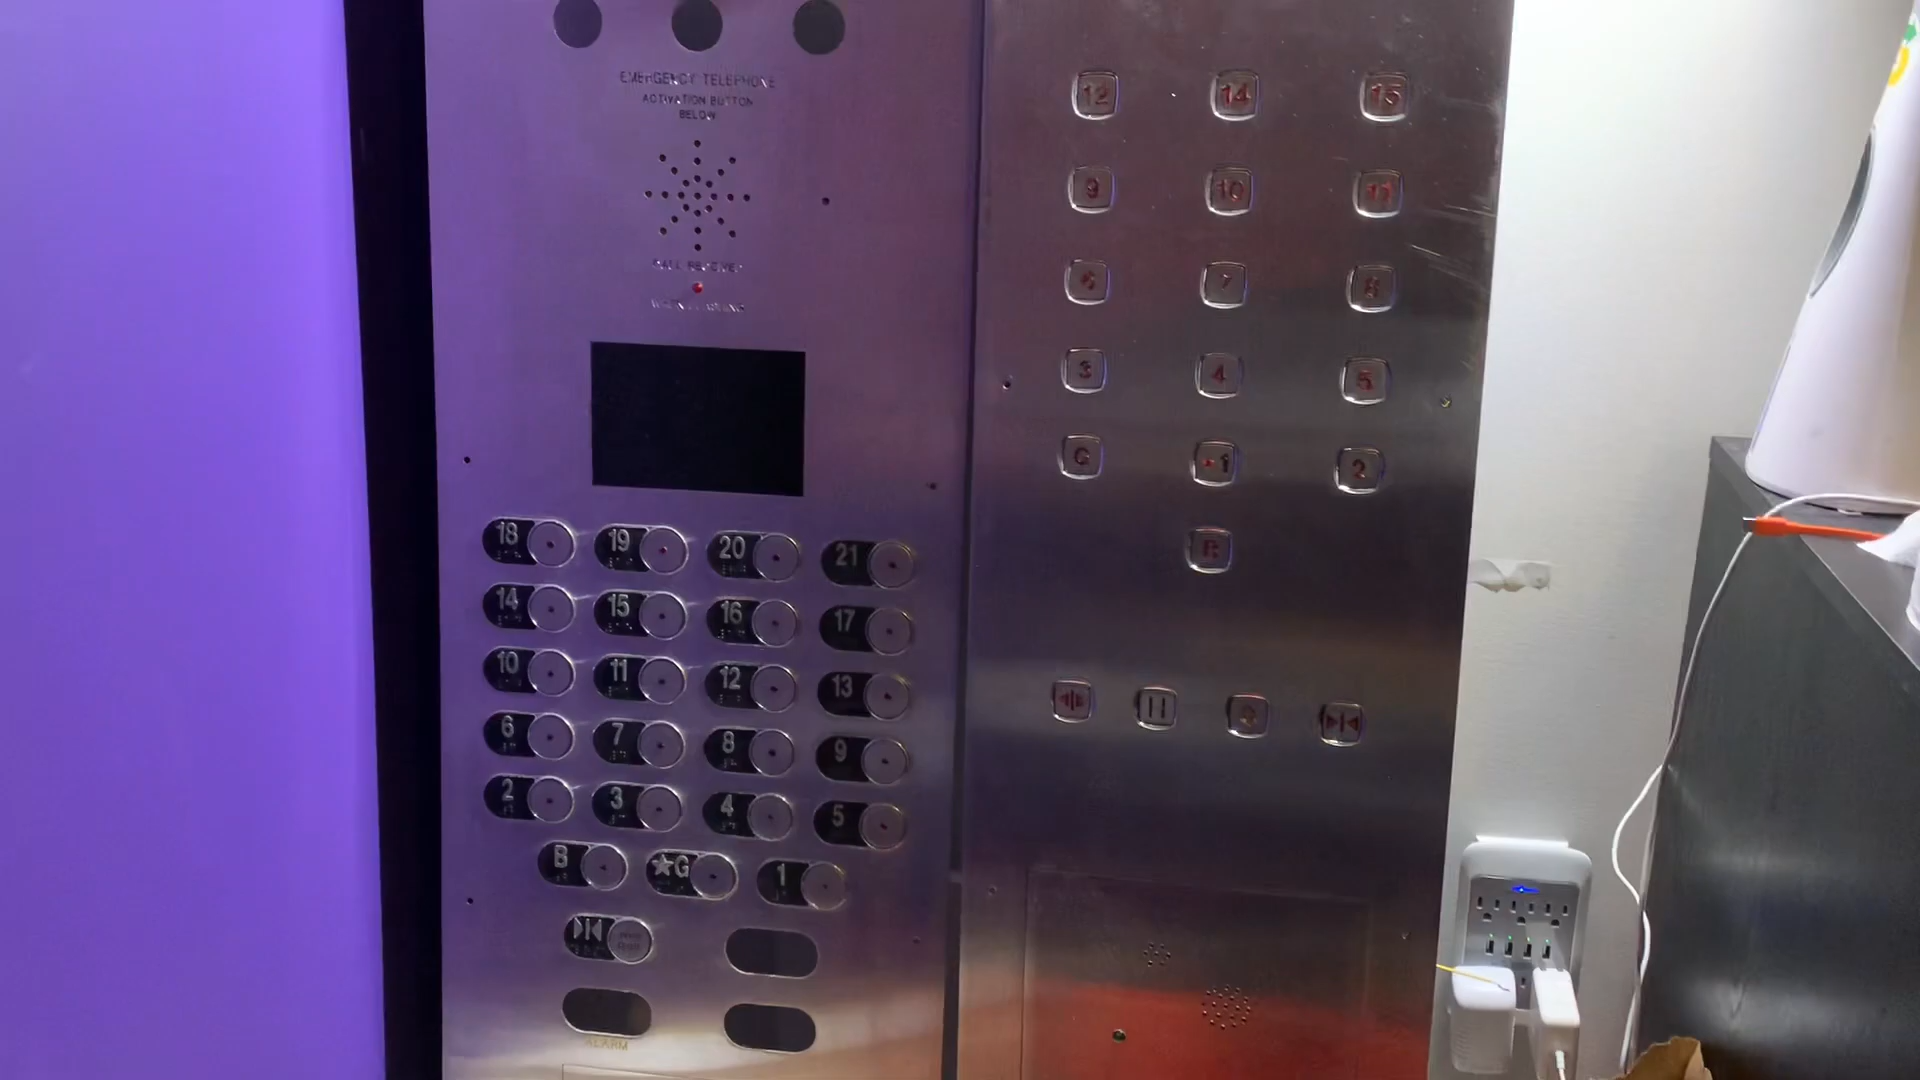 EMERGENCY TELEPHONE
ACTIVATION BUTTON
BELOW
18 19 20 21
14 15 16 17
10 11 12 13
6 7 8 9
2 3 4 5
B ★G 1
ALARM
12 14 15
9 10 11
6 7 8
3 4 5
G 1 2